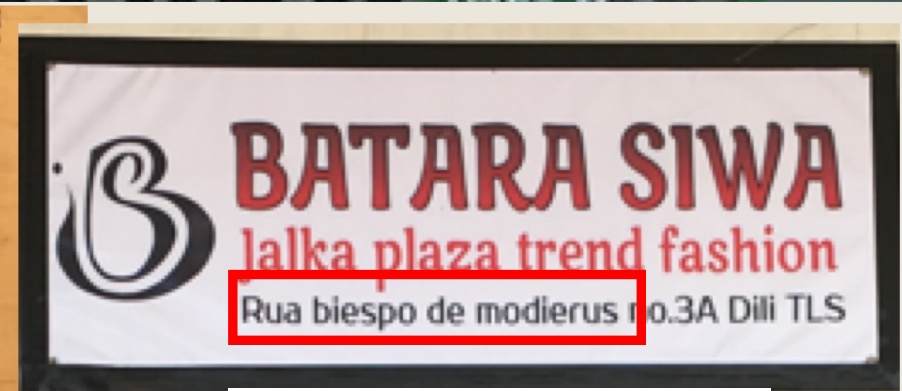 BATARA SIWA
Jalka plaza trend fashion
Rua biespo de modierus no.3A Dili TLS